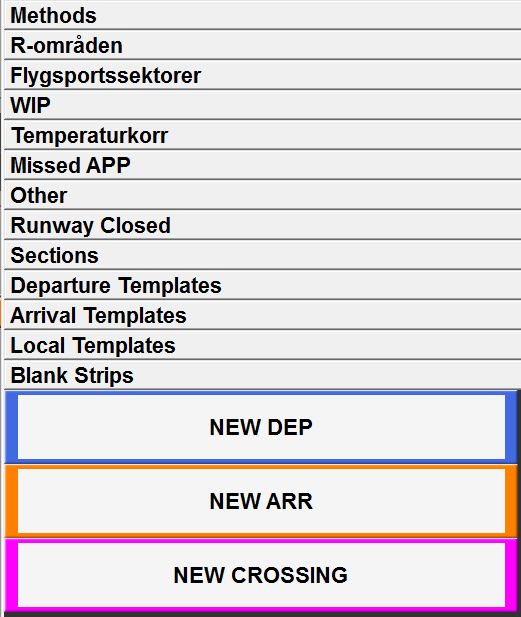 Methods
R-områden
Flygsportssektorer
WIP
Temperaturkorr
Missed APP
Other
Runway Closed
Sections
Departure Templates
Arrival Templates
Local Templates
Blank Strips
NEW DEP
NEW ARR
NEW CROSSING